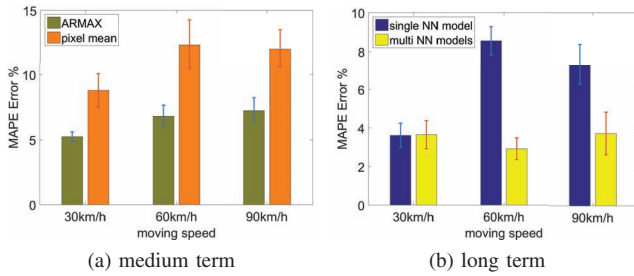 ARMAX
pixel mean
MAPE Error %
15
10
5
0
30km/h
60km/h
90km/h
moving speed
(a) medium term
single NN model
multi NN models
MAPE Error %
10
8
6
4
2
0
30km/h
60km/h
90km/h
moving speed
(b) long term